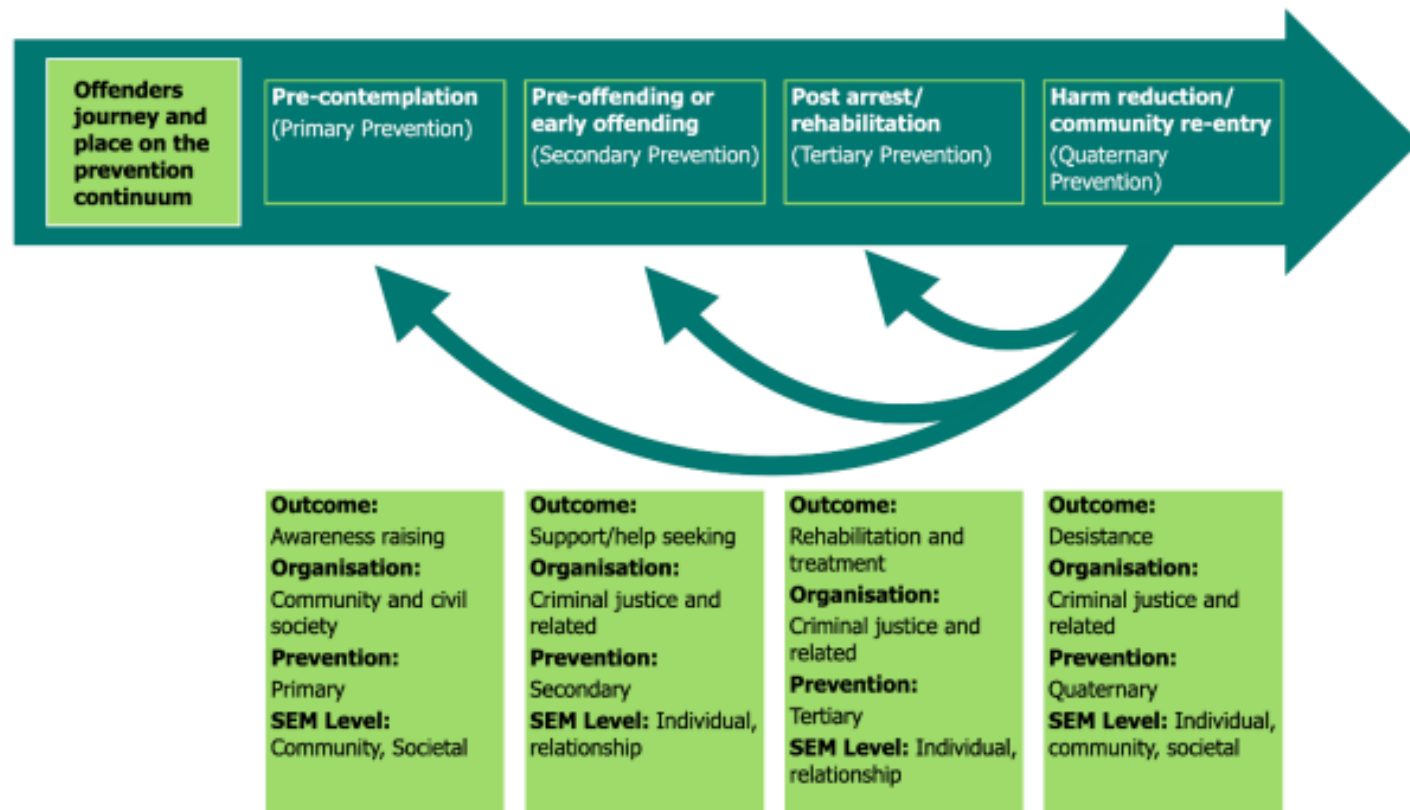 Offenders
journey and
place on the
prevention
continuum
Pre-contemplation
(Primary Prevention)
Pre-offending or
early offending
(Secondary Prevention)
Post arrest/
rehabilitation
(Tertiary Prevention)
Harm reduction/
community re-entry
(Quaternary
Prevention)
Outcome:
Awareness raising
Organisation:
Community and civil
society
Prevention:
Primary
SEM Level:
Community, Societal
Outcome:
Support/help seeking
Organisation:
Criminal justice and
related
Prevention:
Secondary
SEM Level: Individual,
relationship
Outcome:
Rehabilitation and
treatment
Organisation:
Criminal justice and
related
Prevention:
Tertiary
SEM Level: Individual,
relationship
Outcome:
Desistance
Organisation:
Criminal justice and
related
Prevention:
Quaternary
SEM Level: Individual,
community, societal